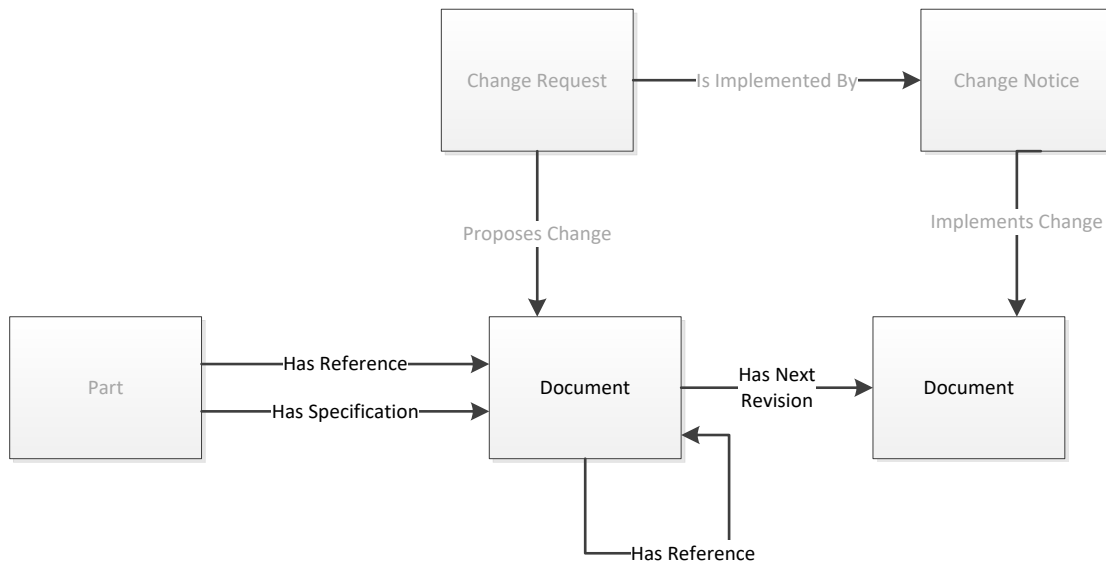 Change Request
Is Implemented By
Change Notice
Proposes Change
Implements Change
Part
Has Reference
Has Specification
Document
Has Next
Revision
Document
Has Reference